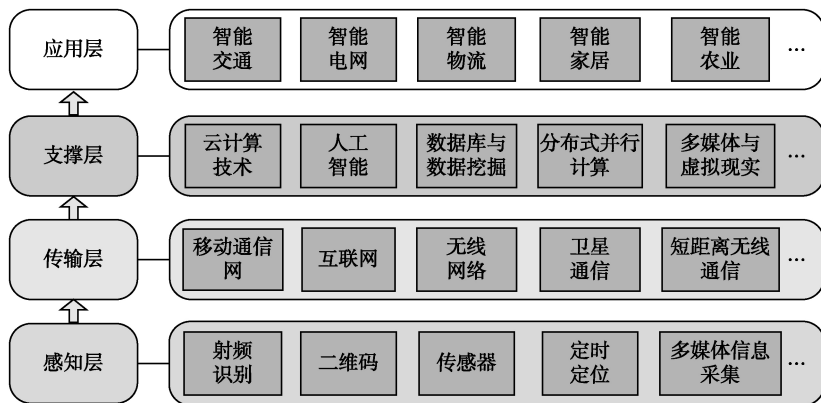 应用层
智能
交通
智能
电网
智能
物流
智能
家居
智能
农业
...
支撑层
云计算
技术
人工
智能
数据库与
数据挖掘
分布式并行
计算
多媒体与
虚拟现实
...
传输层
移动通信
网
互联网
无线
网络
卫星
通信
短距离无线
通信
...
感知层
射频
识别
二维码
传感器
定时
定位
多媒体信息
采集
...